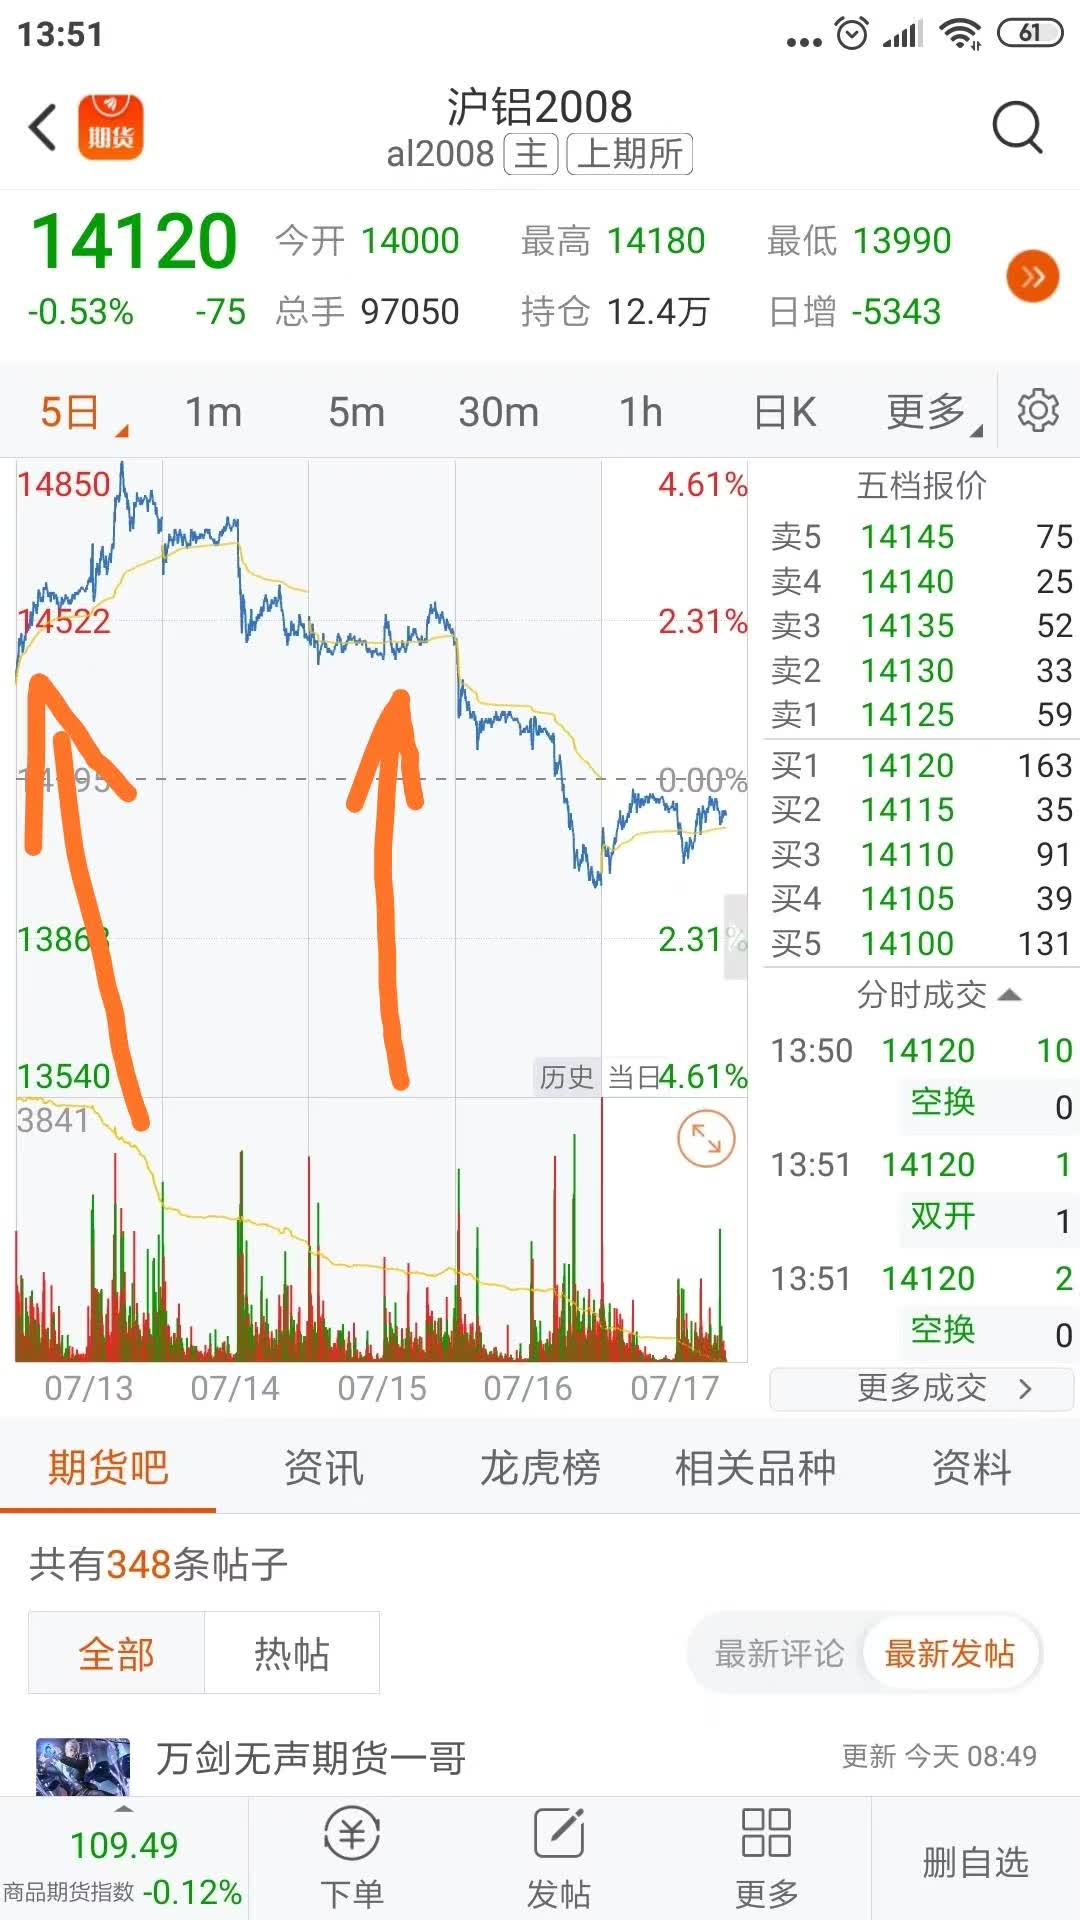 13:51
61
期货
沪铝2008
al2008 主 上期所
14120 今开 14000 最高 14180 最低 13990
-0.53% -75 总手 97050 持仓 12.4万 日增 -5343
5日 1m 5m 30m 1h 日K 更多
14850 4.61%
14522 2.31%
0.00%
13863 2.31%
13540 历史 当日 4.61%
3841
07/13 07/14 07/15 07/16 07/17
五档报价
卖5 14145 75
卖4 14140 25
卖3 14135 52
卖2 14130 33
卖1 14125 59
买1 14120 163
买2 14115 35
买3 14110 91
买4 14105 39
买5 14100 131
分时成交
13:50 14120 10
空换 0
13:51 14120 1
双开 1
13:51 14120 2
空换 0
更多成交
期货吧 资讯 龙虎榜 相关品种 资料
共有348条帖子
全部 热帖 最新评论 最新发帖
万剑无声期货一哥 更新 今天 08:49
109.49
商品期货指数 -0.12%
下单 发帖 更多 删自选